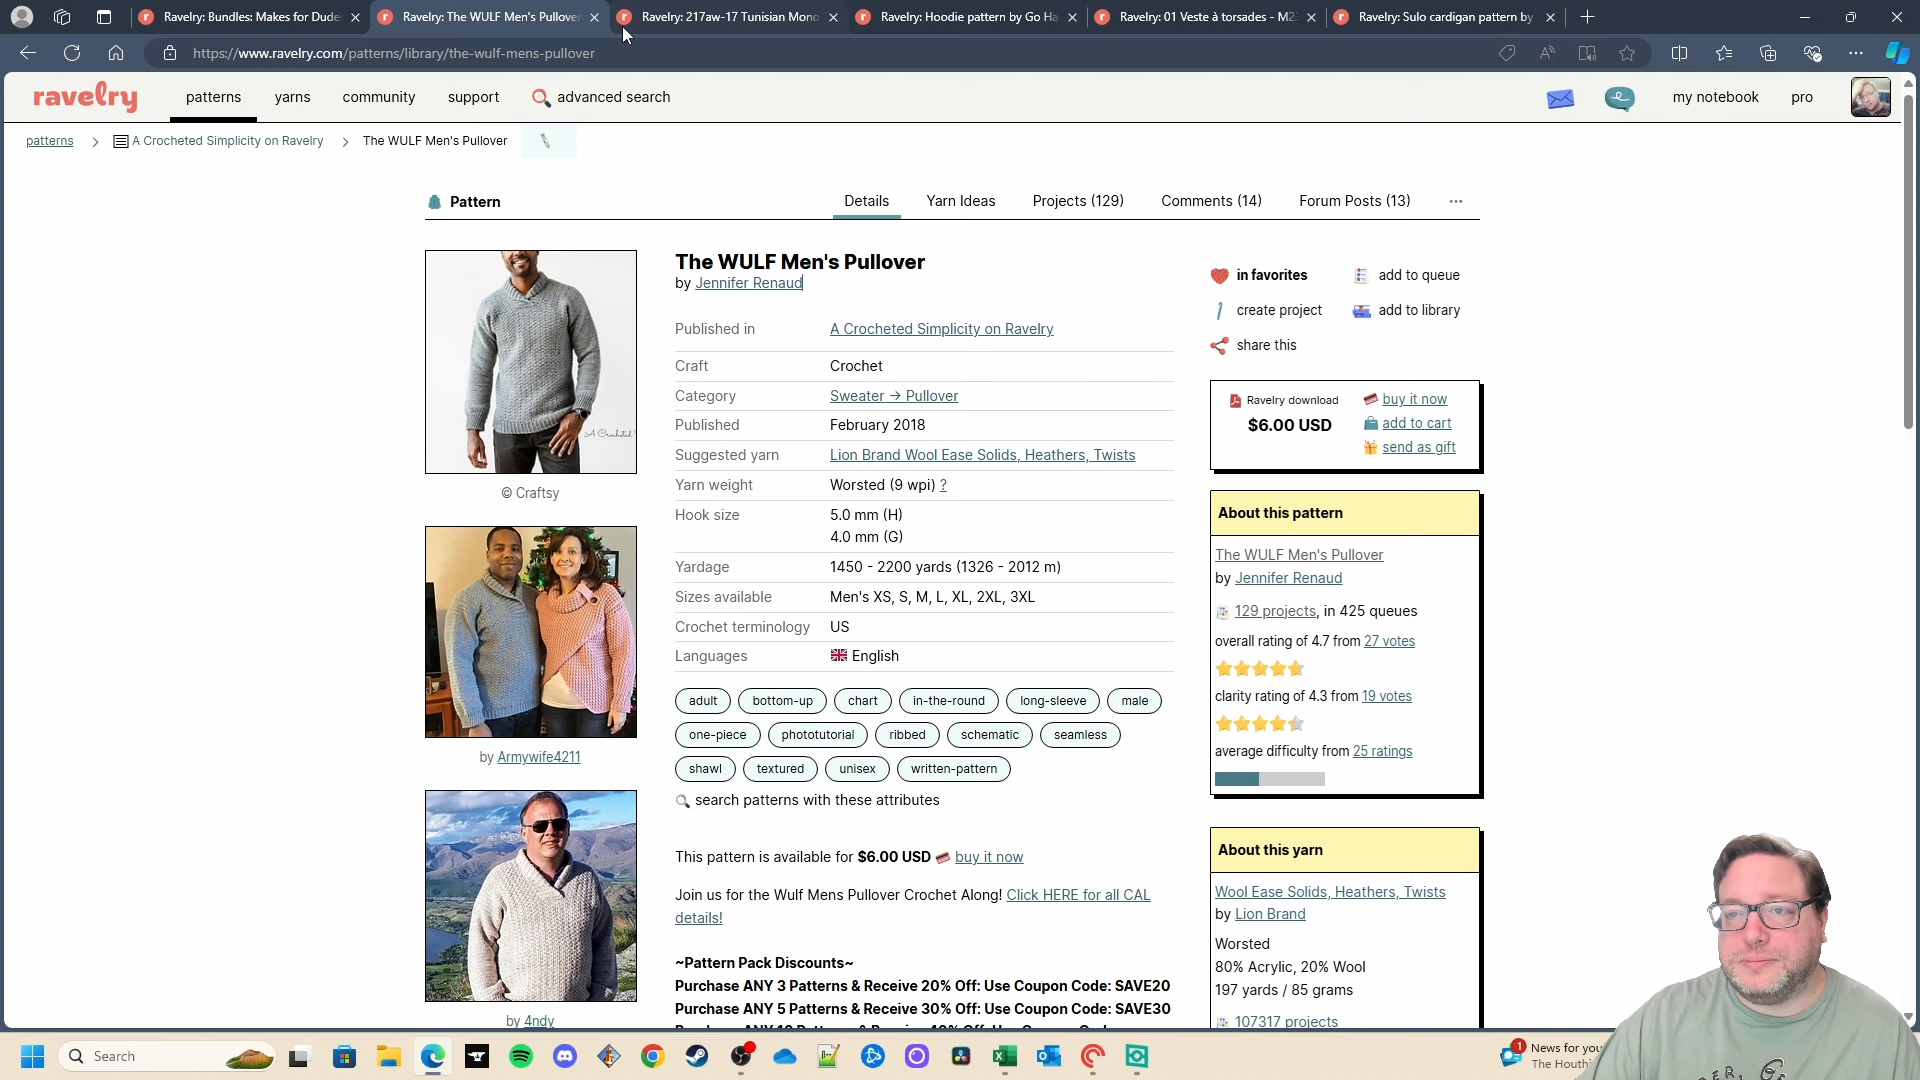 Ravelry: Bundles: Makes for Dude
Ravelry: The WULF Men's Pullover
Ravelry: 217aw-17 Tunisian Mono
Ravelry: Hoodie pattern by Go Ha
Ravelry: 01 Veste à torsades - M2
Ravelry: Sulo cardigan pattern by
https://www.ravelry.com/patterns/library/the-wulf-mens-pullover
ravelry
patterns
yarns
community
support
advanced search
my notebook
pro
patterns
A Crocheted Simplicity on Ravelry
The WULF Men's Pullover
Pattern
Details
Yarn Ideas
Projects (129)
Comments (14)
Forum Posts (13)
© Craftsy
by Armywife4211
by 4ndy
The WULF Men's Pullover
by Jennifer Renaud
Published in A Crocheted Simplicity on Ravelry
Craft Crochet
Category Sweater → Pullover
Published February 2018
Suggested yarn Lion Brand Wool Ease Solids, Heathers, Twists
Yarn weight Worsted (9 wpi) ?
Hook size 5.0 mm (H)
4.0 mm (G)
Yardage 1450 - 2200 yards (1326 - 2012 m)
Sizes available Men's XS, S, M, L, XL, 2XL, 3XL
Crochet terminology US
Languages English
adult bottom-up chart in-the-round long-sleeve male
one-piece phototutorial ribbed schematic seamless
shawl textured unisex written-pattern
search patterns with these attributes
This pattern is available for $6.00 USD buy it now
Join us for the Wulf Mens Pullover Crochet Along! Click HERE for all CAL
details!
~Pattern Pack Discounts~
Purchase ANY 3 Patterns & Receive 20% Off: Use Coupon Code: SAVE20
Purchase ANY 5 Patterns & Receive 30% Off: Use Coupon Code: SAVE30
in favorites
add to queue
create project
add to library
share this
Ravelry download
$6.00 USD
buy it now
add to cart
send as gift
About this pattern
The WULF Men's Pullover
by Jennifer Renaud
129 projects, in 425 queues
overall rating of 4.7 from 27 votes
clarity rating of 4.3 from 19 votes
average difficulty from 25 ratings
About this yarn
Wool Ease Solids, Heathers, Twists
by Lion Brand
Worsted
80% Acrylic, 20% Wool
197 yards / 85 grams
107317 projects
Search
1
News for you
The Houthi